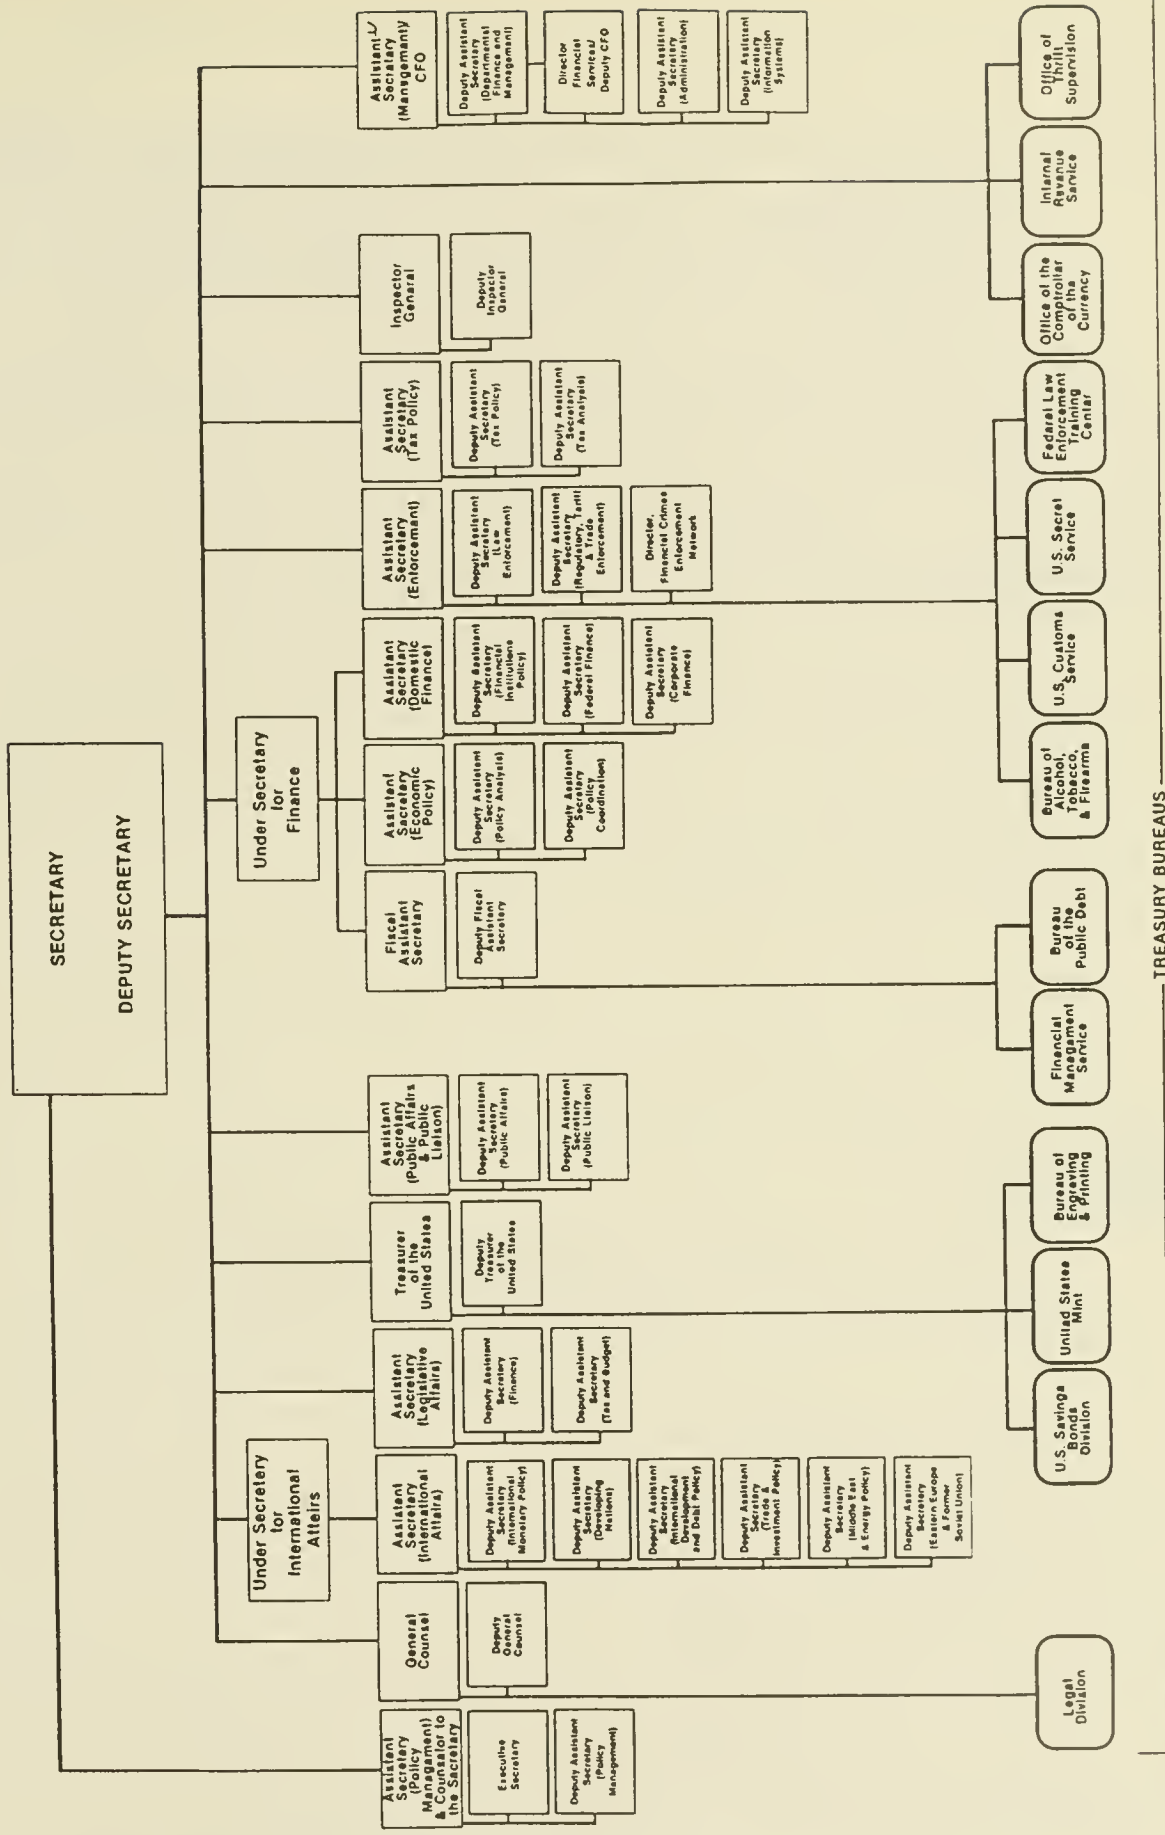 SECRETARY
DEPUTY SECRETARY
Under Secretary
for
International
Affairs
Under Secretary
for
Finance
Assistant
Secretary
(Policy
Management)
& Counselor to
the Secretary
Executive
Secretary
Deputy Assistant
Secretary
(Policy
Management)
General
Counsel
Deputy
General
Counsel
Assistant
Secretary
(International
Affairs)
Deputy Assistant
Secretary
(International
Monetary Policy)
Deputy Assistant
Secretary
(Developing
Nations)
Deputy Assistant
Secretary
(International
Development
and Debt Policy)
Deputy Assistant
Secretary
(Trade &
Investment Policy)
Deputy Assistant
Secretary
(Middle East
& Energy Policy)
Deputy Assistant
Secretary
(Eastern Europe
& Former
Soviet Union)
Assistant
Secretary
(Legislative
Affairs)
Deputy Assistant
Secretary
(Finance)
Deputy Assistant
Secretary
(Tax and Budget)
Treasurer
of the
United States
Deputy
Treasurer
of the
United States
Assistant
Secretary
(Public Affairs
& Public
Liaison)
Deputy Assistant
Secretary
(Public Affairs)
Deputy Assistant
Secretary
(Public Liaison)
Fiscal
Assistant
Secretary
Deputy Fiscal
Assistant
Secretary
Assistant
Secretary
(Economic
Policy)
Deputy Assistant
Secretary
(Policy Analysis)
Deputy Assistant
Secretary
(Policy
Coordination)
Assistant
Secretary
(Domestic
Finance)
Deputy Assistant
Secretary
(Financial
Institutions
Policy)
Deputy Assistant
Secretary
(Federal Finance)
Deputy Assistant
Secretary
(Corporate
Finance)
Assistant
Secretary
(Enforcement)
Deputy Assistant
Secretary
(Law
Enforcement)
Deputy Assistant
Secretary
(Regulatory, Tariff
& Trade
Enforcement)
Director,
Financial Crimes
Enforcement
Network
Assistant
Secretary
(Tax Policy)
Deputy Assistant
Secretary
(Tax Policy)
Deputy Assistant
Secretary
(Tax Analysis)
Inspector
General
Deputy
Inspector
General
Assistant
Secretary
(Management)/
CFO
Deputy Assistant
Secretary
(Departmental
Finance and
Management)
Director
Financial
Services/
Deputy CFO
Deputy Assistant
Secretary
(Administration)
Deputy Assistant
Secretary
(Information
Systems)
Legal
Division
U.S. Savings
Bonds
Division
United States
Mint
Bureau of
Engraving
& Printing
Financial
Management
Service
Bureau
of the
Public Debt
Bureau of
Alcohol,
Tobacco,
& Firearms
U.S. Customs
Service
U.S. Secret
Service
Federal Law
Enforcement
Training
Center
Office of the
Comptroller
of the
Currency
Internal
Revenue
Service
Office of
Thrift
Supervision
TREASURY BUREAUS